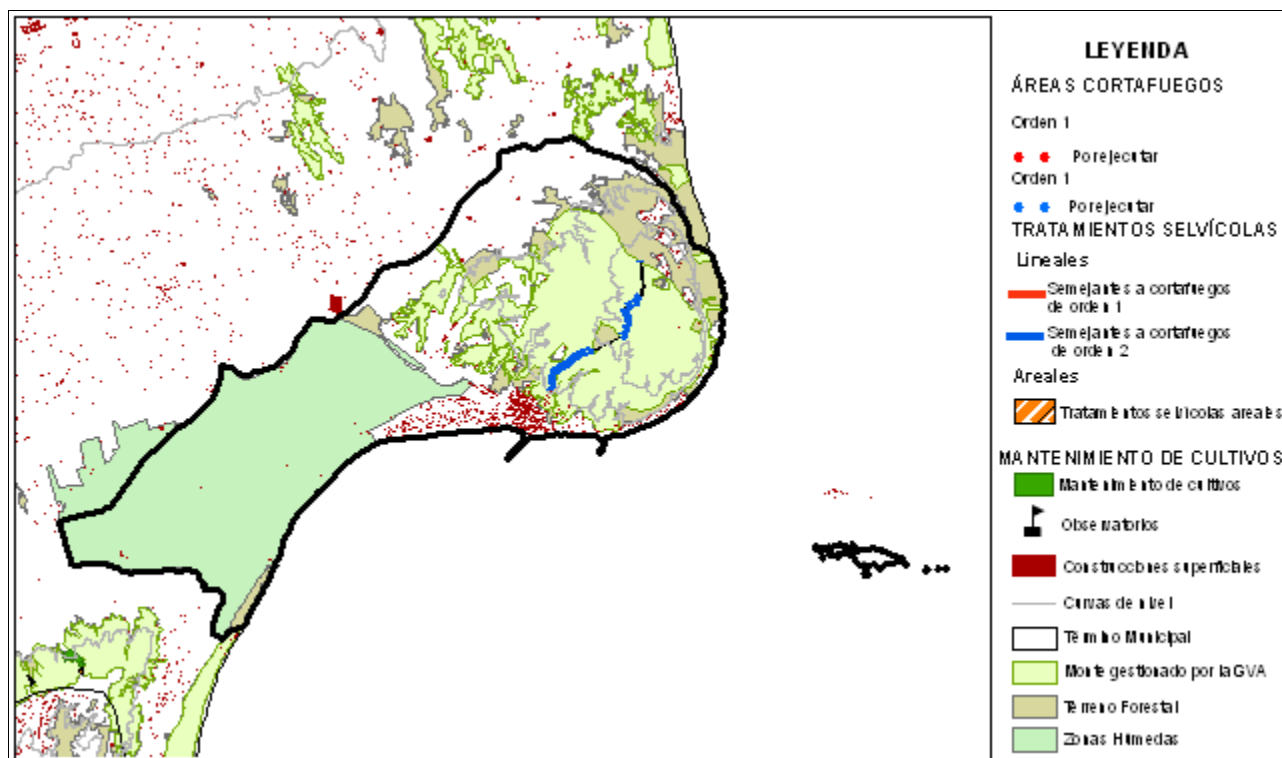 LEYENDA
ÁREAS CORTAFUEGOS
Orden 1
Por ejecutar
Orden 1
Por ejecutar
TRATAMIENTOS SELVÍCOLAS
Lineales
Semejantes a cortafuegos
de orden 1
Semejantes a cortafuegos
de orden 2
Areales
Tratamientos selvícolas areales
MANTENIMIENTO DE CULTIVOS
Mantenimiento de cultivos
Observatorios
Construcciones superficiales
Curvas de nivel
Término Municipal
Monte gestionado por la GVA
Terreno Forestal
Zonas Húmedas